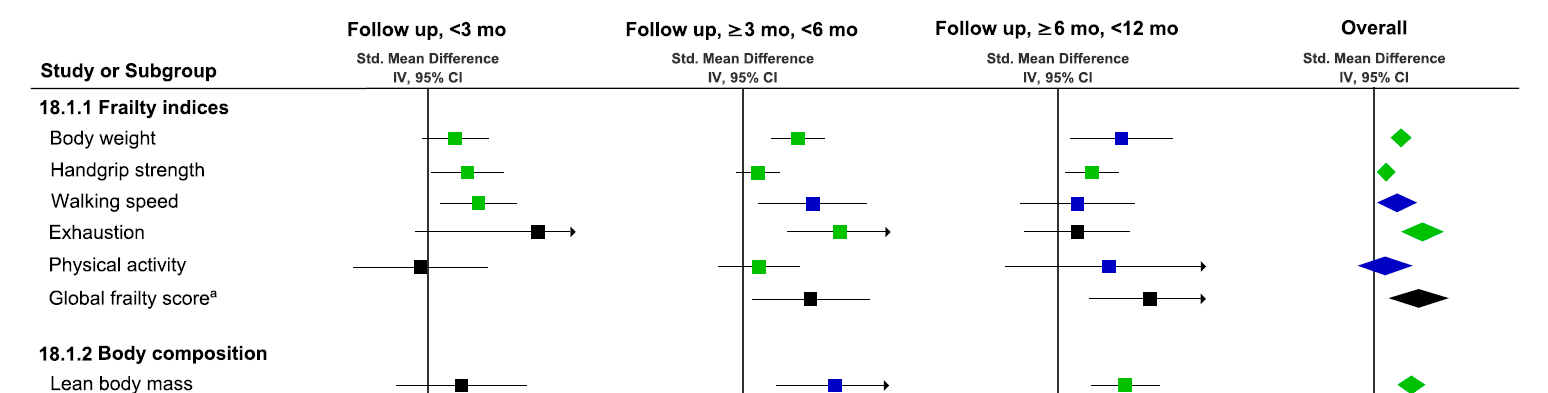 Follow up, <3 mo Follow up, ≥3 mo, <6 mo Follow up, ≥6 mo, <12 mo Overall
Std. Mean Difference Std. Mean Difference Std. Mean Difference Std. Mean Difference
Study or Subgroup IV, 95% CI IV, 95% CI IV, 95% CI IV, 95% CI
18.1.1 Frailty indices
Body weight
Handgrip strength
Walking speed
Exhaustion
Physical activity
Global frailty scoreᵃ
18.1.2 Body composition
Lean body mass